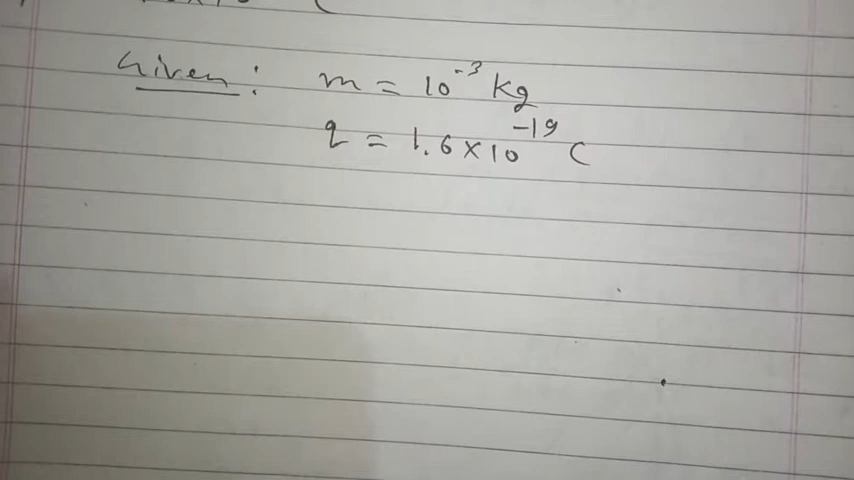 Given : m = 10⁻³ Kg
q = 1.6 × 10⁻¹⁹ C